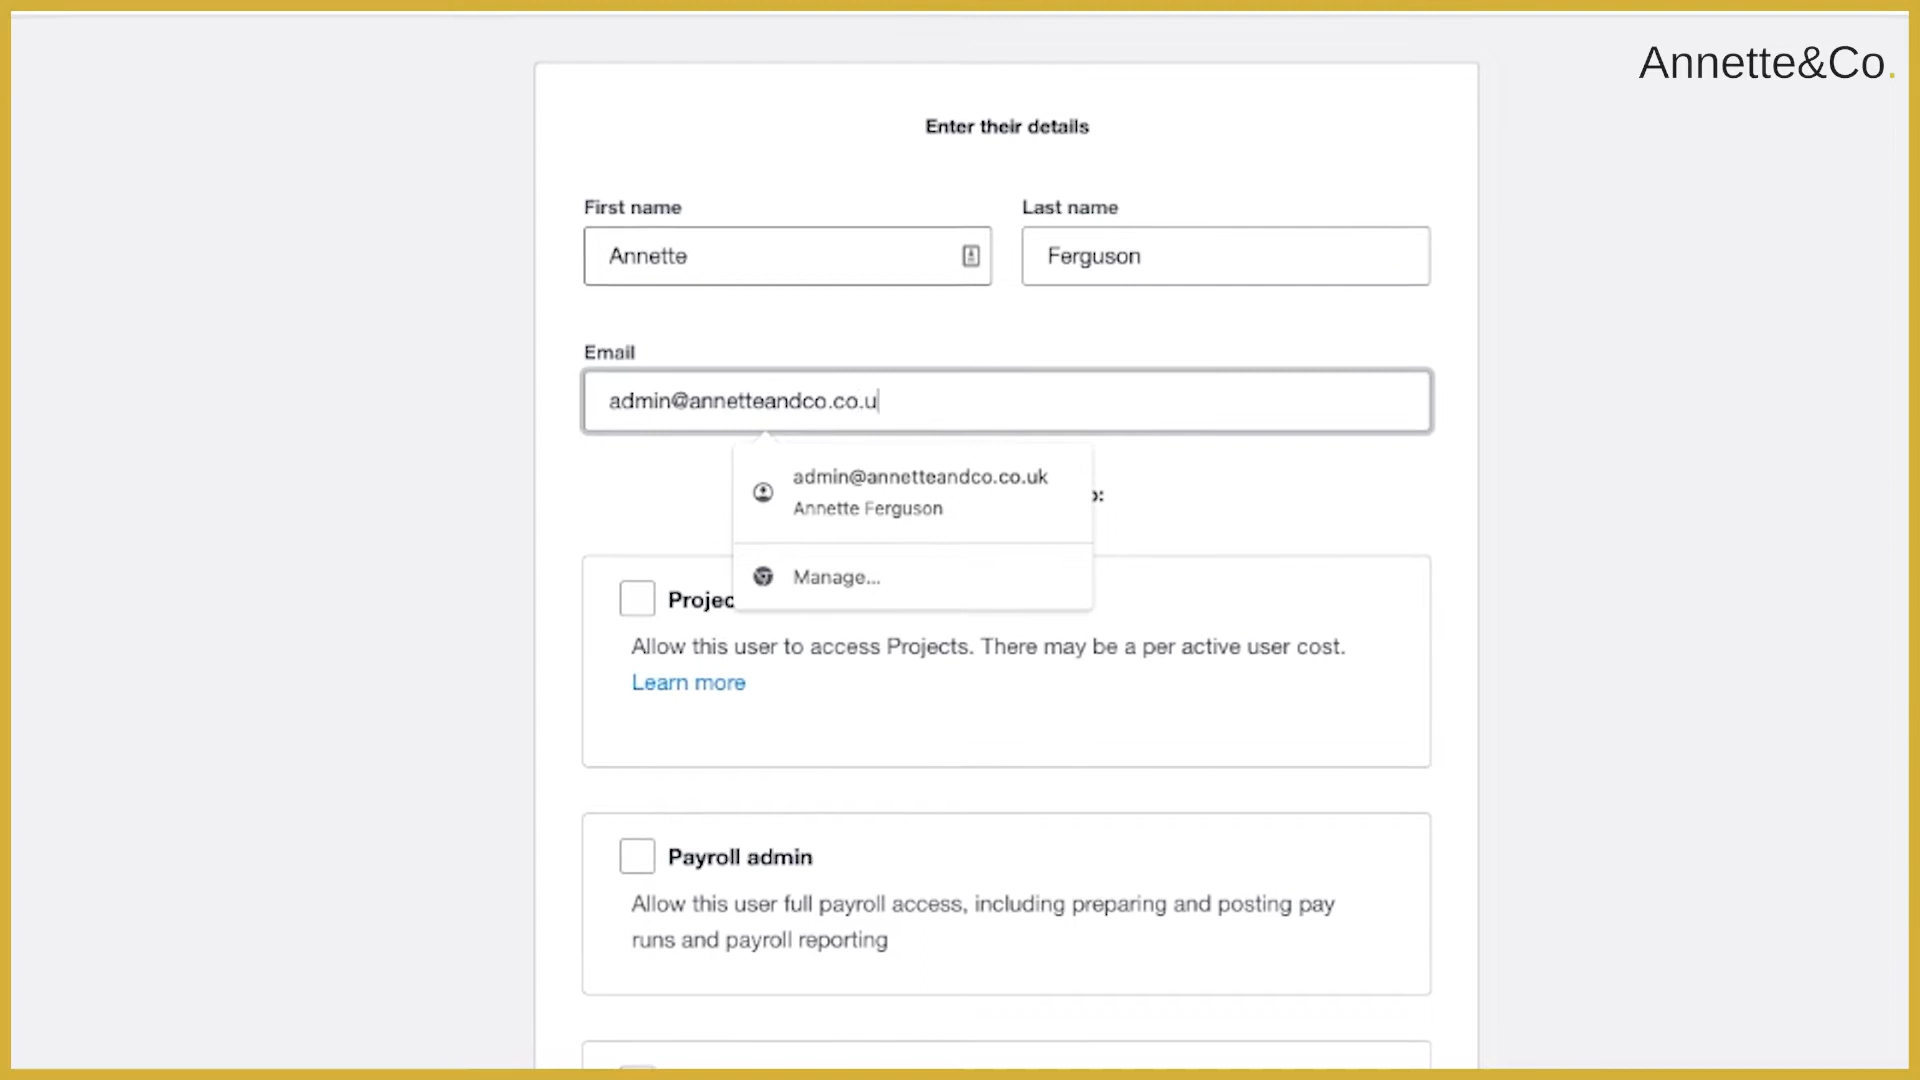 Annette&Co.
Enter their details
First name
Last name
Annette
Ferguson
Email
admin@annetteandco.co.u
admin@annetteandco.co.uk
Annette Ferguson
Manage...
Allow this user to access Projects. There may be a per active user cost.
Learn more
Payroll admin
Allow this user full payroll access, including preparing and posting pay
runs and payroll reporting